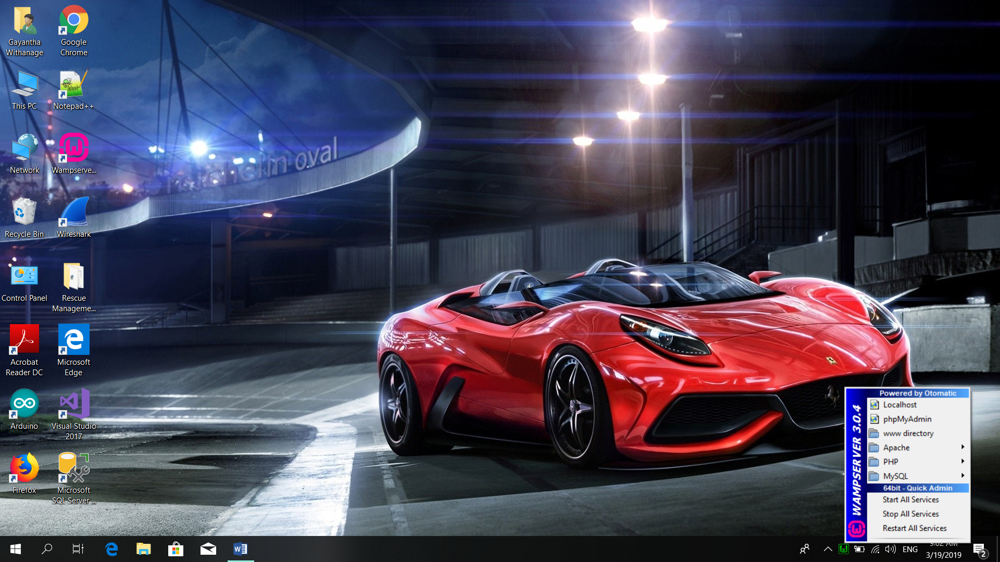 Gayantha
Withanage
Google
Chrome
This PC
Notepad++
Network
Wampserve...
Recycle Bin
Wireshark
Control Panel
Rescue
Manageme...
Acrobat
Reader DC
Microsoft
Edge
Arduino
Visual Studio
2017
Firefox
Microsoft
SQL Server ...
oval
WAMPSERVER 3.0.4
Powered by Otomatic
Localhost
phpMyAdmin
www directory
Apache
PHP
MySQL
64bit - Quick Admin
Start All Services
Stop All Services
Restart All Services
ENG
9:02 AM
3/19/2019
2